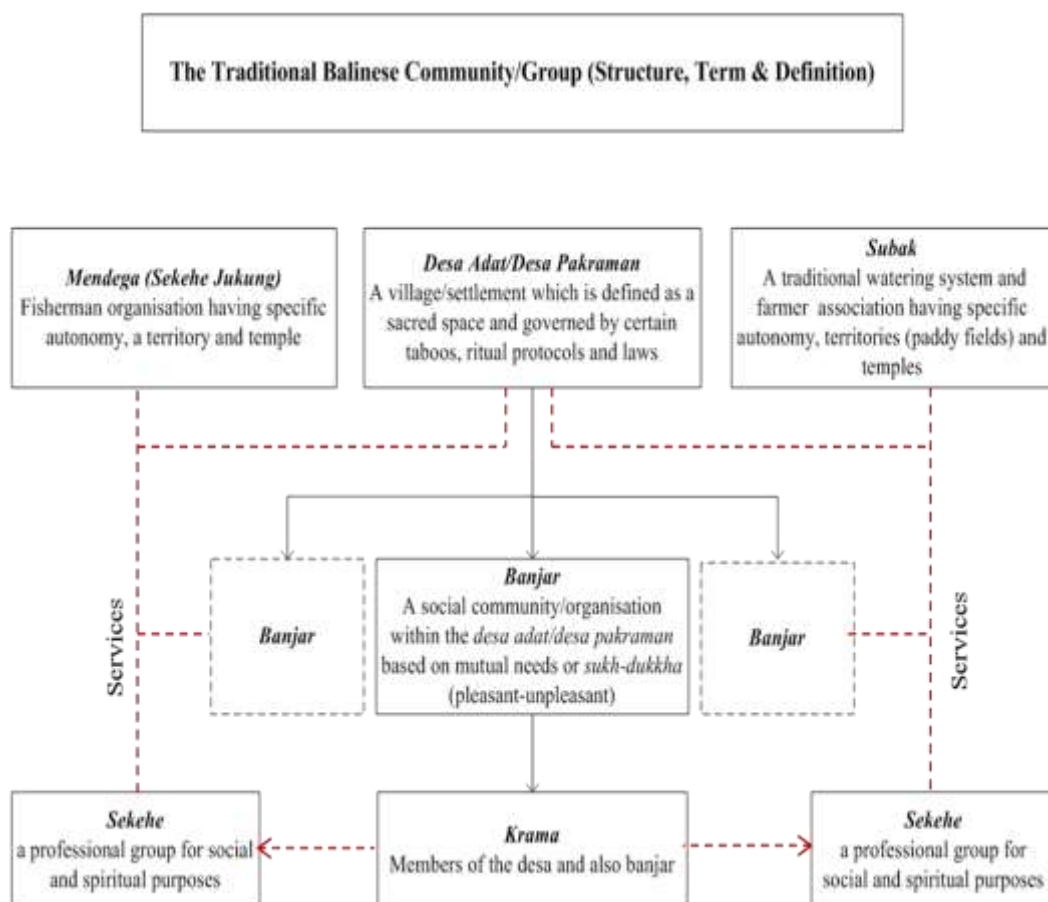 The Traditional Balinese Community/Group (Structure, Term & Definition)
Mendega (Sekehe Jukung)
Fisherman organisation having specific
autonomy, a territory and temple
Desa Adat/Desa Pakraman
A village/settlement which is defined as a
sacred space and governed by certain
taboos, ritual protocols and laws
Subak
A traditional watering system and
farmer association having specific
autonomy, territories (paddy fields) and
temples
Services
Banjar
Banjar
A social community/organisation
within the desa adat/desa pakraman
based on mutual needs or sukh-dukkha
(pleasant-unpleasant)
Banjar
Services
Sekehe
a professional group for social
and spiritual purposes
Krama
Members of the desa and also banjar
Sekehe
a professional group for
social and spiritual purposes